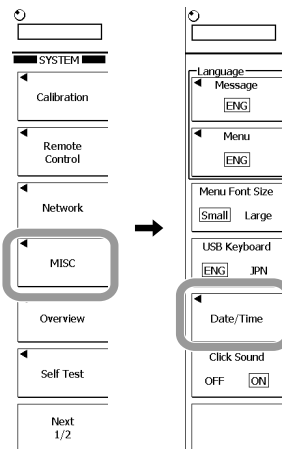 SYSTEM
Calibration
Remote
Control
Network
MISC
Overview
Self Test
Next
1/2
Language
Message
ENG
Menu
ENG
Menu Font Size
Small Large
USB Keyboard
ENG JPN
Date/Time
Click Sound
OFF ON